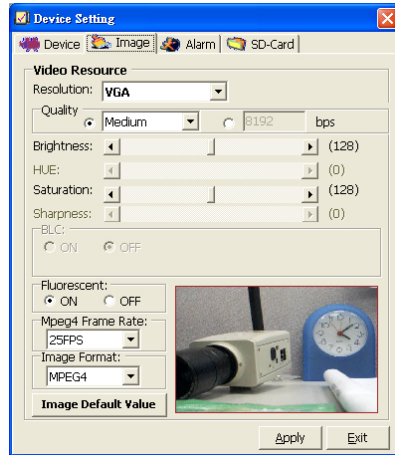 Device Setting
Device Image Alarm SD-Card
Video Resource
Resolution: VGA
Quality
Medium 8192 bps
Brightness: (128)
HUE: (0)
Saturation: (128)
Sharpness: (0)
BLC:
ON OFF
Fluorescent:
ON OFF
Mpeg4 Frame Rate:
25FPS
Image Format:
MPEG4
Image Default Value
Apply Exit